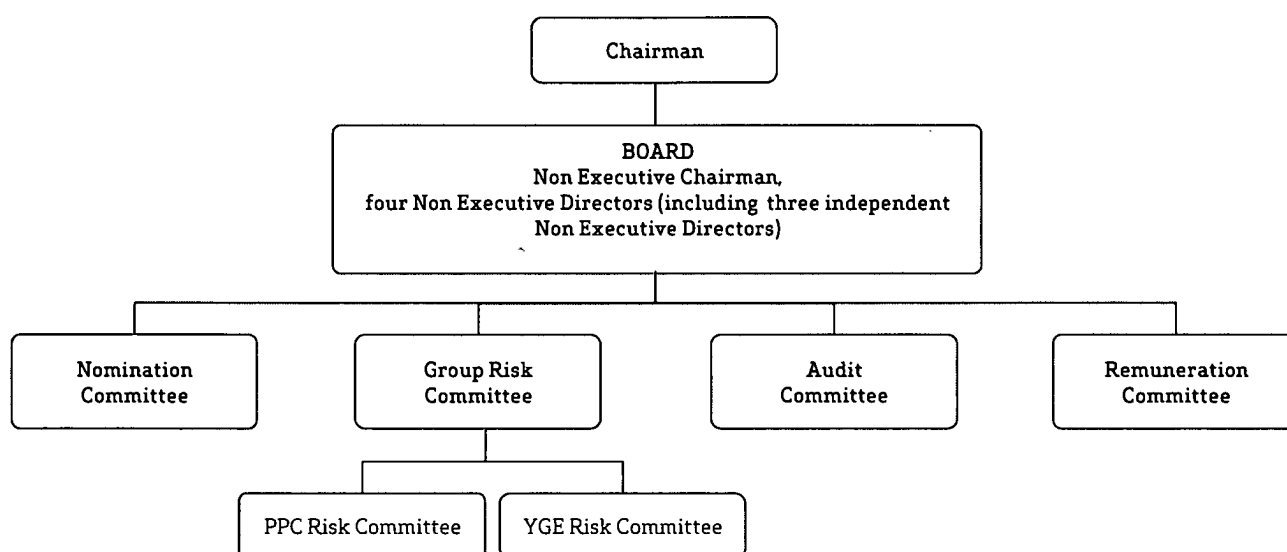 Chairman
BOARD
Non Executive Chairman,
four Non Executive Directors (including three independent
Non Executive Directors)
Nomination
Committee
Group Risk
Committee
Audit
Committee
Remuneration
Committee
PPC Risk Committee
YGE Risk Committee